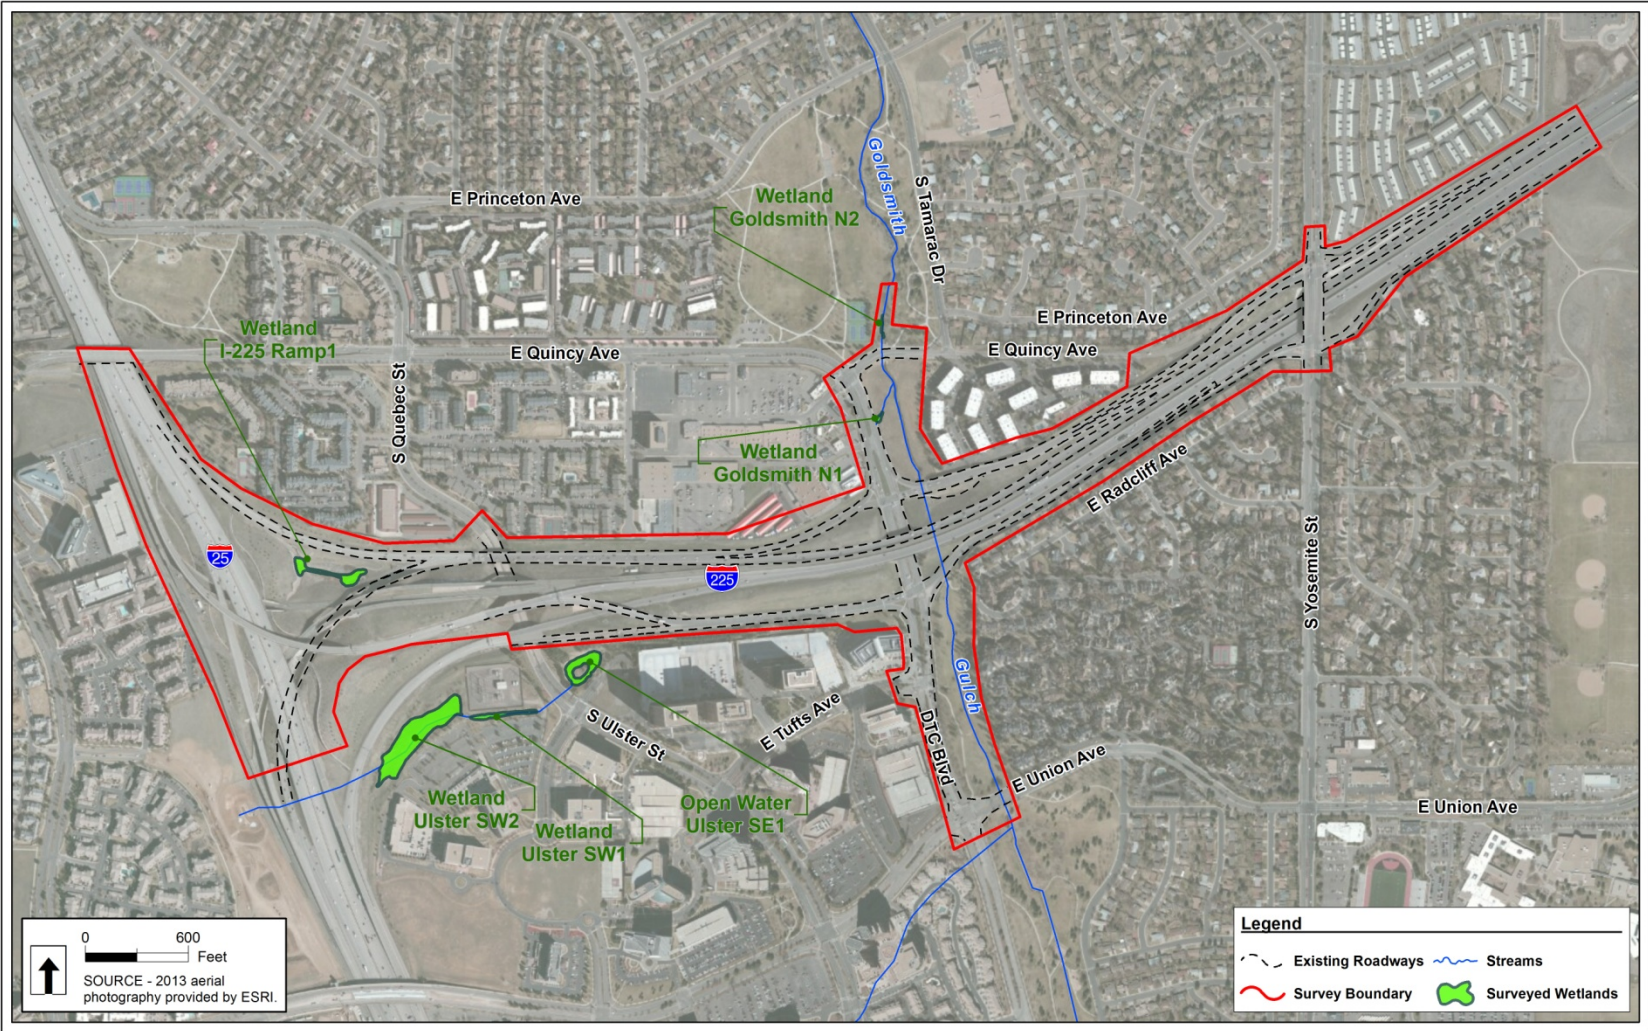 Goldsmith
S Tamarac Dr
E Princeton Ave
Wetland
Goldsmith N2
Wetland
I-225 Ramp1
E Quincy Ave
S Quebec St
E Princeton Ave
E Quincy Ave
Wetland
Goldsmith N1
E Radcliff Ave
S Yosemite St
25
225
Gulch
S Ulster St
E Tufts Ave
DTC Blvd
E Union Ave
E Union Ave
Wetland
Ulster SW2
Wetland
Ulster SW1
Open Water
Ulster SE1
0 600
Feet
SOURCE - 2013 aerial
photography provided by ESRI.
Legend
Existing Roadways
Streams
Survey Boundary
Surveyed Wetlands